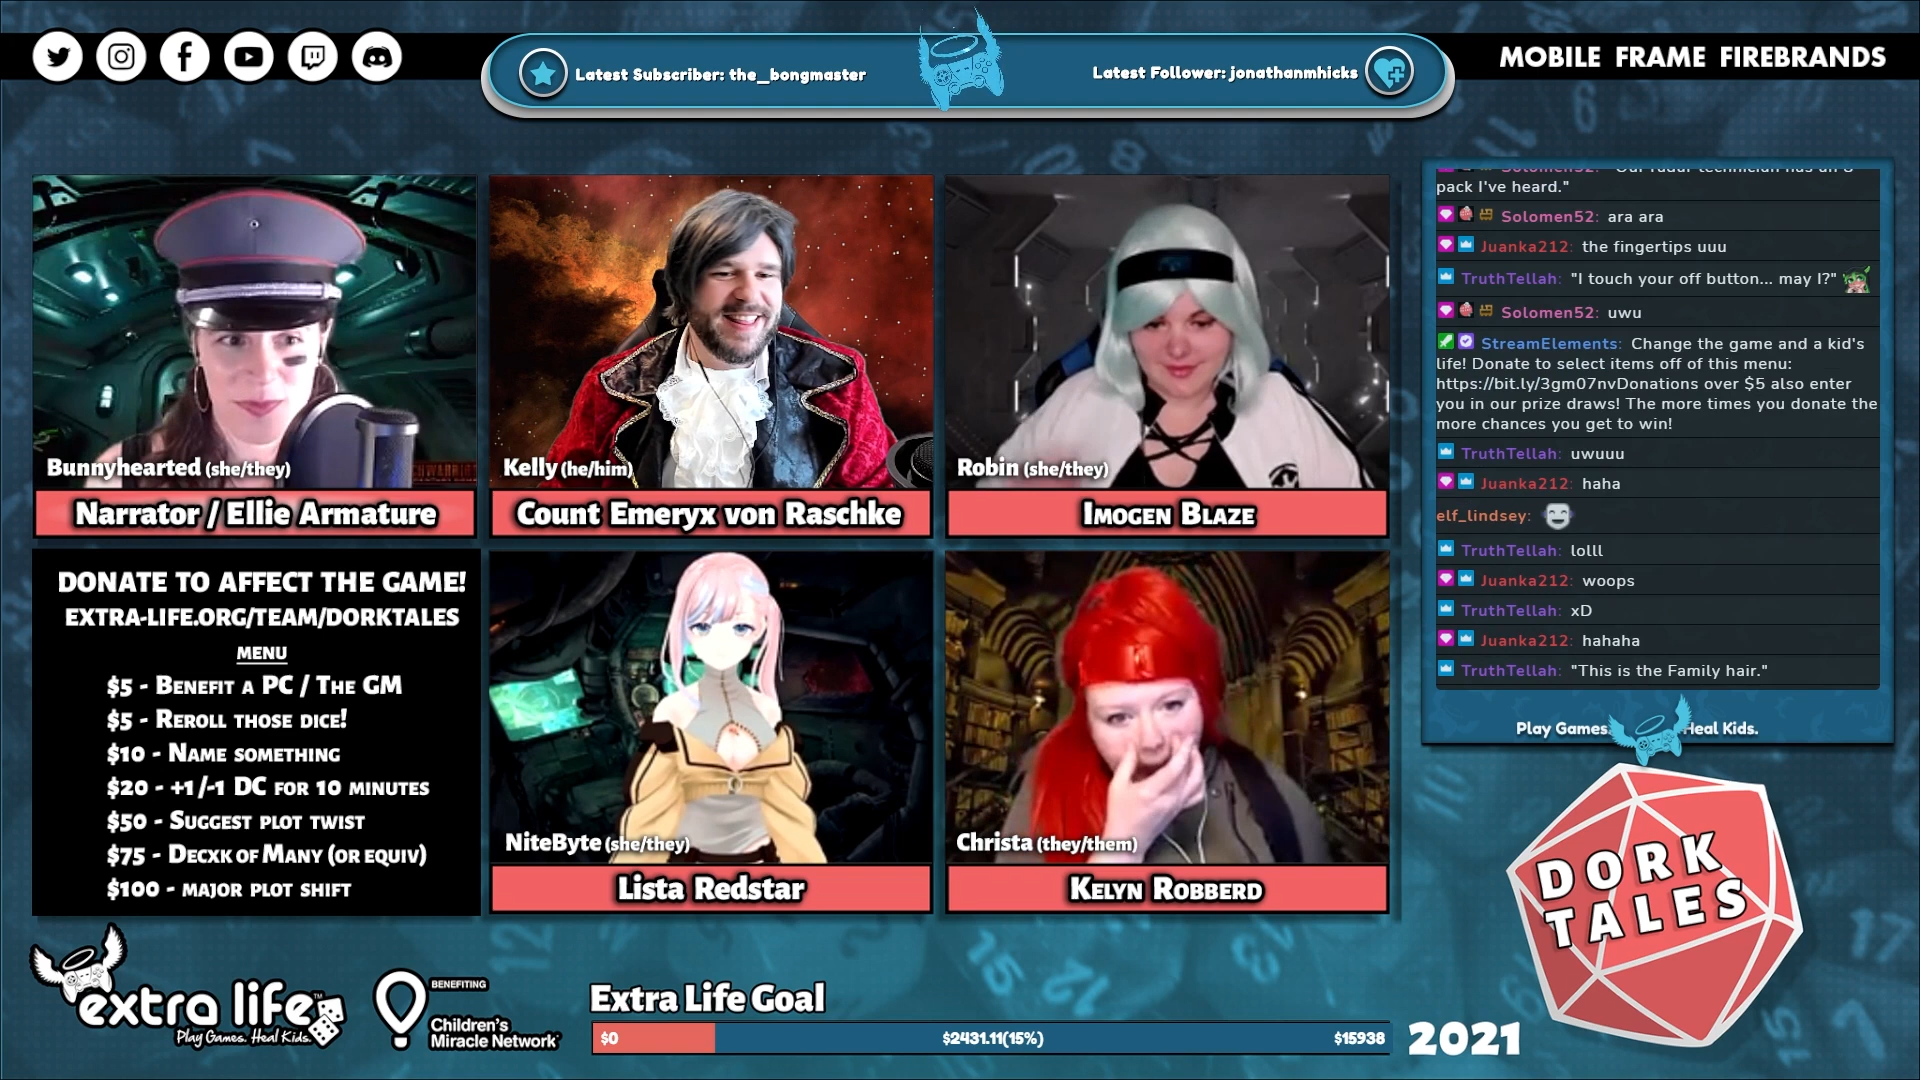 Latest Subscriber: the_bongmaster
Latest Follower: jonathanmhicks
MOBILE FRAME FIREBRANDS
Bunnyhearted (she/they)
Narrator / Ellie Armature
Kelly (he/him)
Count Emeryx von Raschke
Robin (she/they)
Imogen Blaze
DONATE TO AFFECT THE GAME!
EXTRA-LIFE.ORG/TEAM/DORKTALES
MENU
$5 - Benefit a PC / The GM
$5 - Reroll those dice!
$10 - Name something
$20 - +1/-1 DC for 10 minutes
$50 - Suggest plot twist
$75 - Decxk of Many (or equiv)
$100 - major plot shift
NiteByte (she/they)
Lista Redstar
Christa (they/them)
Kelyn Robberd
pack I've heard."
Solomen52: ara ara
Juanka212: the fingertips uuu
TruthTellah: "I touch your off button... may I?"
Solomen52: uwu
StreamElements: Change the game and a kid's
life! Donate to select items off of this menu:
https://bit.ly/3gm07nvDonations over $5 also enter
you in our prize draws! The more times you donate the
more chances you get to win!
TruthTellah: uwuuu
Juanka212: haha
elf_lindsey:
TruthTellah: lolll
Juanka212: woops
TruthTellah: xD
Juanka212: hahaha
TruthTellah: "This is the Family hair."
Play Games. Heal Kids.
DORK
TALES
extra life
Play Games. Heal Kids.
BENEFITING
Children's
Miracle Network
Extra Life Goal
$0 $2431.11(15%) $15938
2021